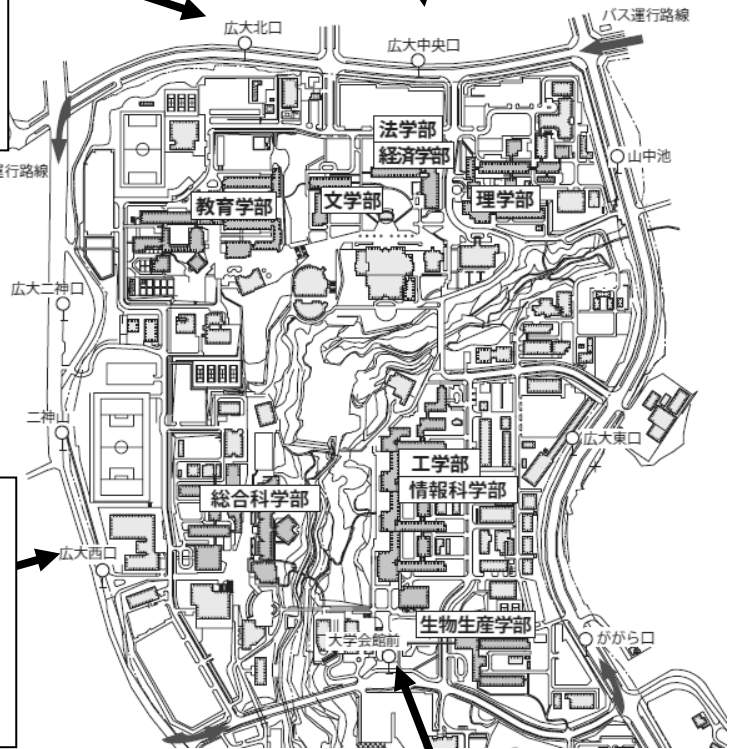 バス運行路線
広大北口
広大中央口
法学部
経済学部
山中池
運行路線
教育学部
文学部
理学部
広大二神口
二神山
広大東口
工学部
情報科学部
総合科学部
広大西口
生物生産学部
大学会館前
ががら口